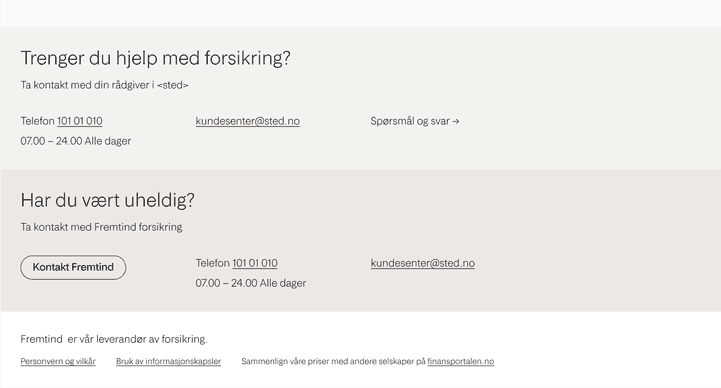 Trenger du hjelp med forsikring?
Ta kontakt med din rådgiver i <sted>
Telefon 101 01 010
kundesenter@sted.no
Spørsmål og svar →
07.00 – 24.00 Alle dager
Har du vært uheldig?
Ta kontakt med Fremtind forsikring
Kontakt Fremtind
Telefon 101 01 010
kundesenter@sted.no
07.00 – 24.00 Alle dager
Fremtind er vår leverandør av forsikring.
Personvern og vilkår
Bruk av informasjonskapsler
Sammenlign våre priser med andre selskaper på finansportalen.no